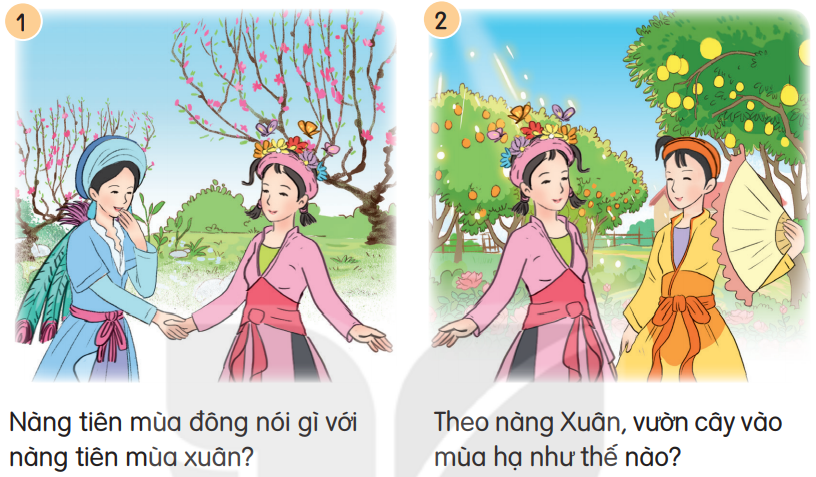 1
2
Nàng tiên mùa đông nói gì với
nàng tiên mùa xuân?
Theo nàng Xuân, vườn cây vào
mùa hạ như thế nào?